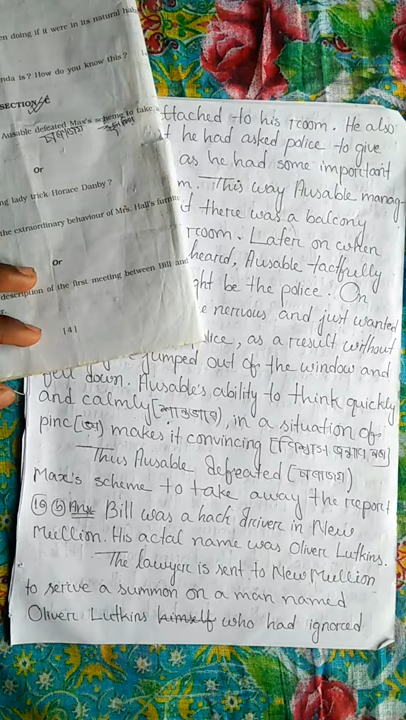 en doing if it were in its natural
nda is? How do you know this?
SECTION-C
Ausable defeated Max's scheme to take a
Or
ng lady trick Horace Danby?
the extraordinary behaviour of Mrs. Hall's furnit
Or
description of the first meeting between Bill and
r.
[4]
attached to his room. He also
he had asked police to give
as he had some important
m. This way Ausable manag-
there was a balcony
room. Later on when
heard, Ausable tactfully
ght be the police. On
e nervious and just wanted
lice, as a result without
jumped out of the window and
down. Ausable's ability to think quickly
and calmly [শান্তভাবে), in a situation of
pinc makes it convincing
Thus Ausable defeated
Max's scheme to take away the report
Ans Bill was a hack driver in New
Mullion. His actal name was Oliver Lutkins.
The lawyer is sent to New Mullion
to serve a summon on a man named
Oliver Lutkins himself who had ignored